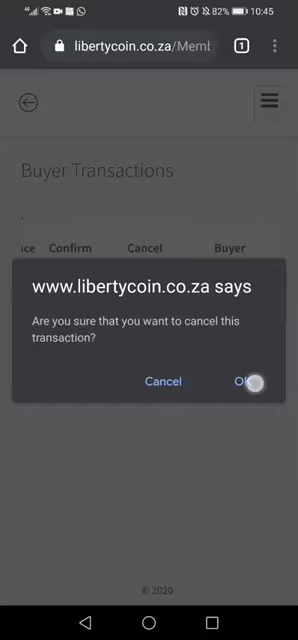 82% 10:45
libertycoin.co.za/Memb
1
Buyer Transactions
ice Confirm Cancel Buyer
www.libertycoin.co.za says
Are you sure that you want to cancel this
transaction?
Cancel OK
© 2020